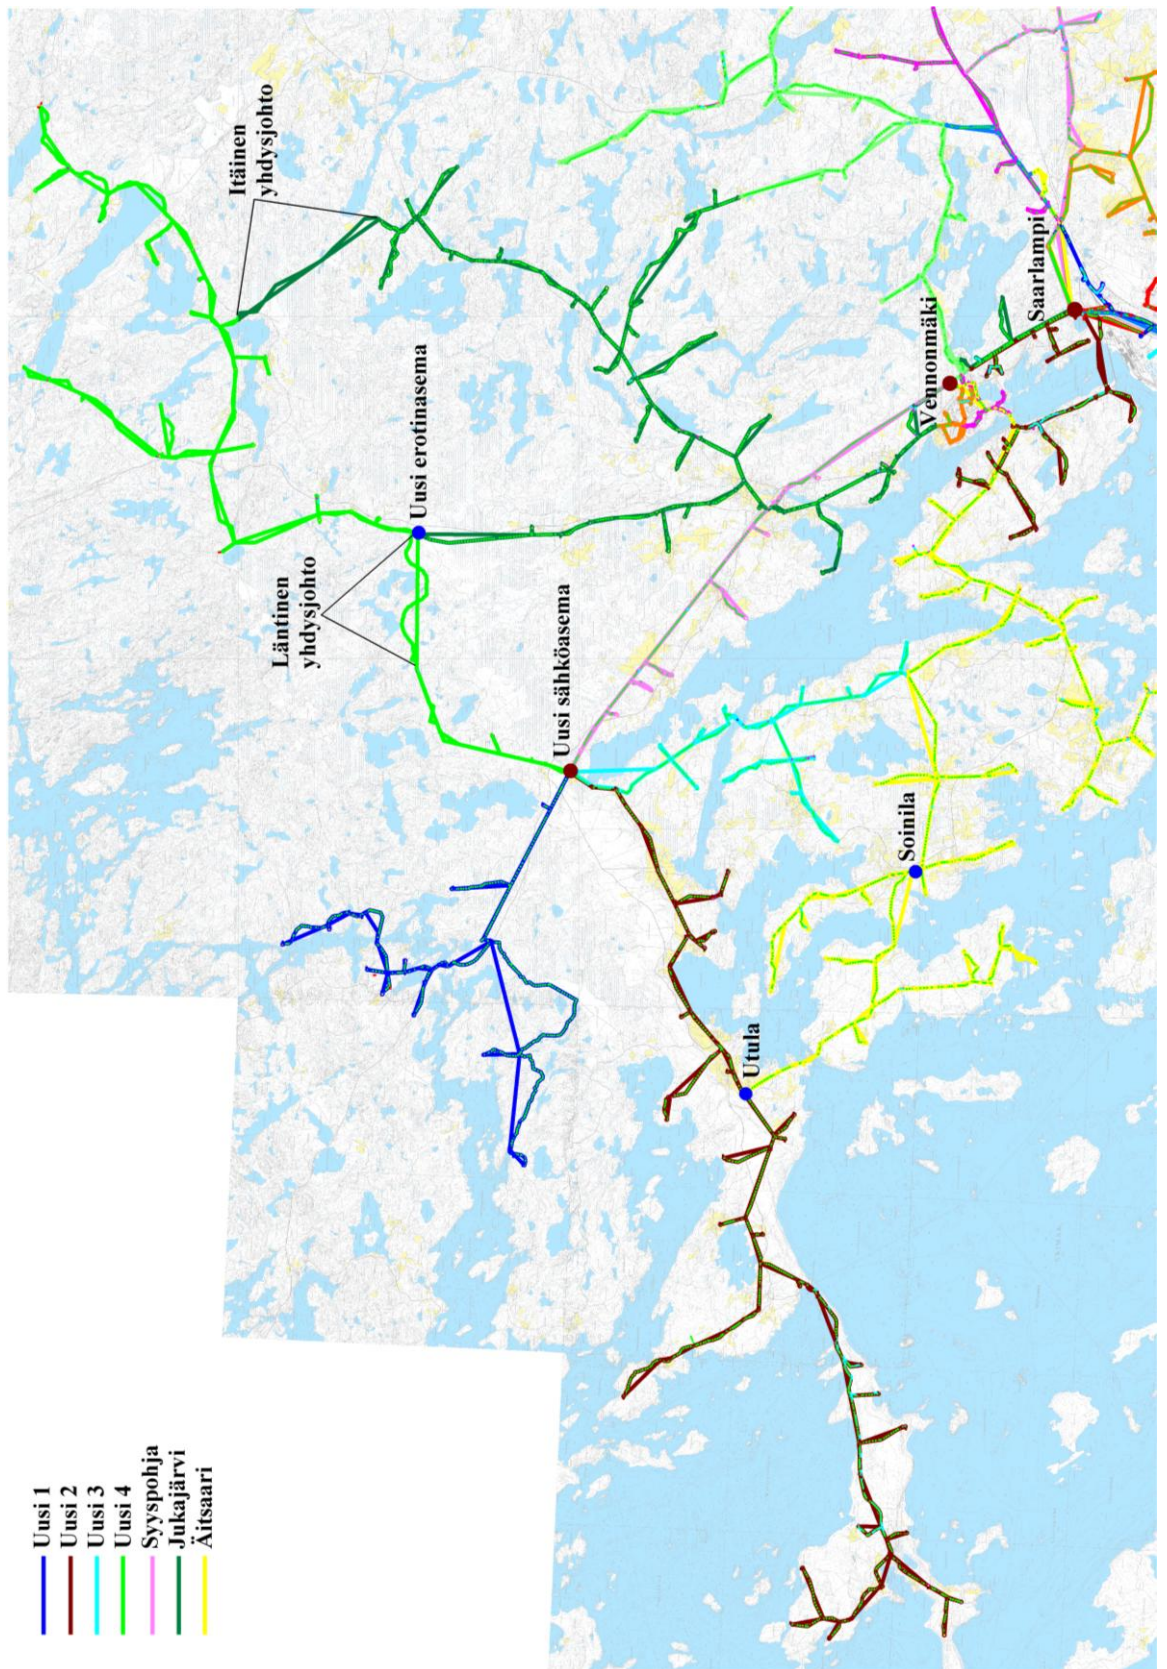 Itäinen
yhdysjohto
Läntinen
yhdysjohto
Uusi erotinasema
Uusi sähköasema
Vennonmäki
Saarlampi
Soinila
Utula
Uusi 1
Uusi 2
Uusi 3
Uusi 4
Syyspohja
Jukajärvi
Äitsaari